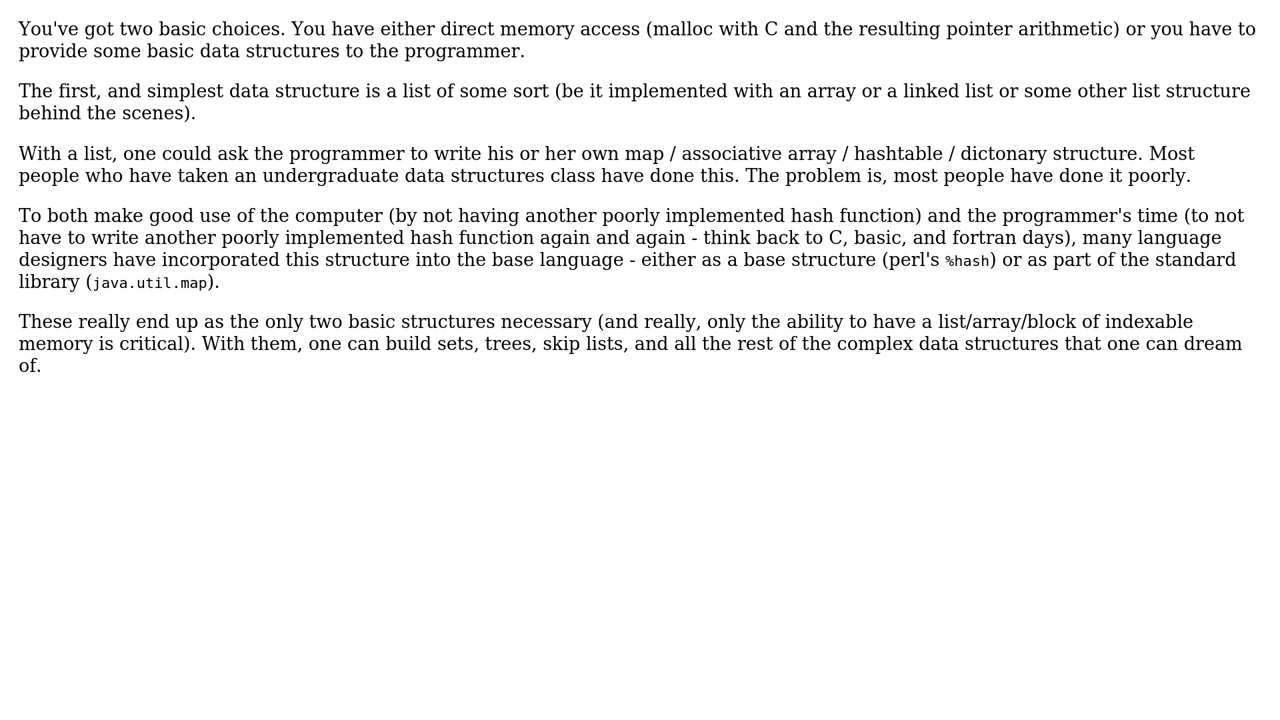 You've got two basic choices. You have either direct memory access (malloc with C and the resulting pointer arithmetic) or you have to
provide some basic data structures to the programmer.
The first, and simplest data structure is a list of some sort (be it implemented with an array or a linked list or some other list structure
behind the scenes).
With a list, one could ask the programmer to write his or her own map / associative array / hashtable / dictonary structure. Most
people who have taken an undergraduate data structures class have done this. The problem is, most people have done it poorly.
To both make good use of the computer (by not having another poorly implemented hash function) and the programmer's time (to not
have to write another poorly implemented hash function again and again - think back to C, basic, and fortran days), many language
designers have incorporated this structure into the base language - either as a base structure (perl's %hash) or as part of the standard
library (java.util.map).
These really end up as the only two basic structures necessary (and really, only the ability to have a list/array/block of indexable
memory is critical). With them, one can build sets, trees, skip lists, and all the rest of the complex data structures that one can dream
of.